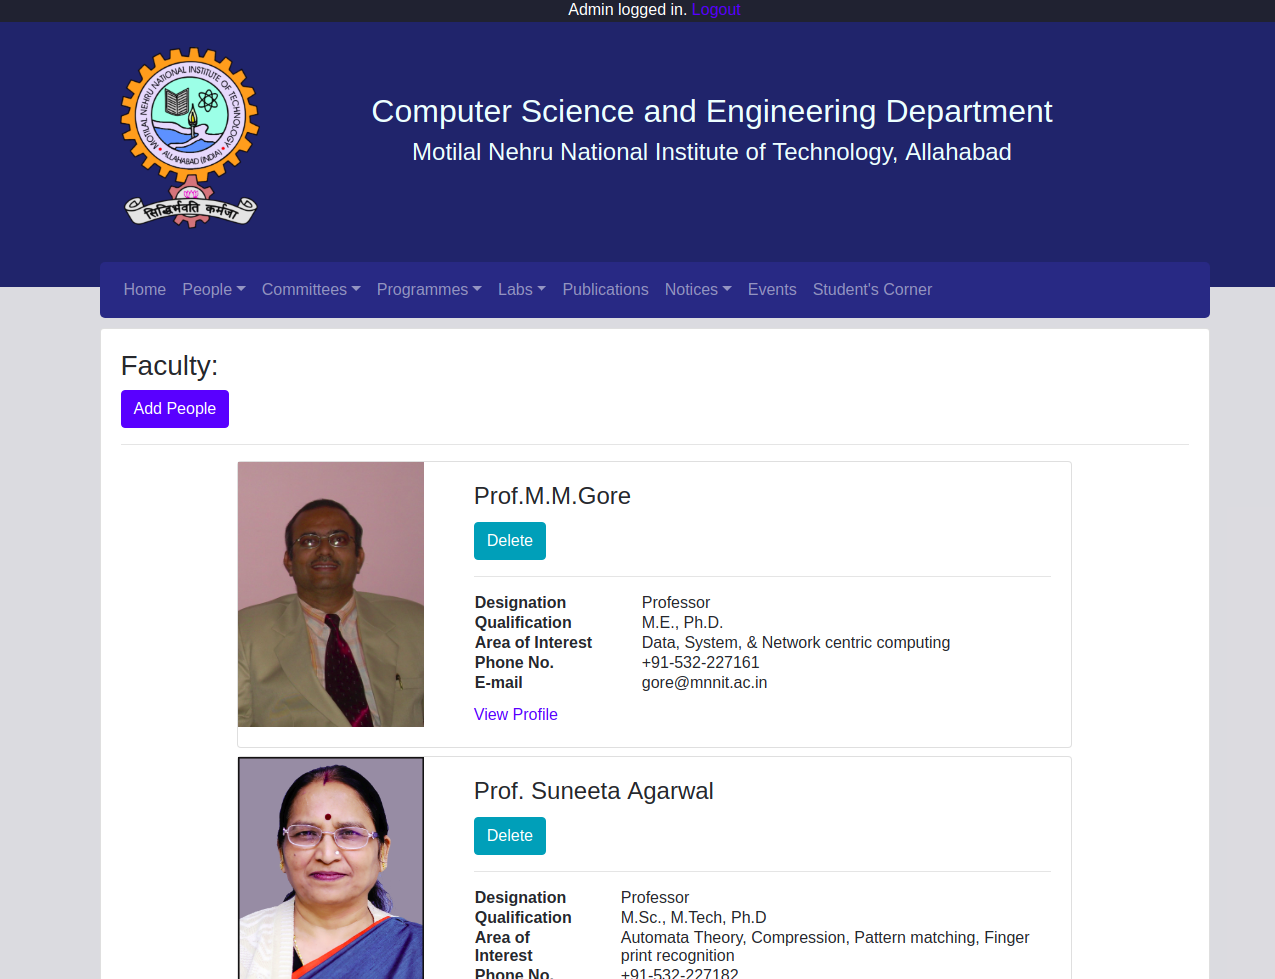 Admin logged in. Logout
MOTILAL NEHRU NATIONAL INSTITUTE OF TECHNOLOGY
ALLAHABAD (INDIA)
सिद्धिर्भवति कर्मजा
Computer Science and Engineering Department
Motilal Nehru National Institute of Technology, Allahabad
Home People Committees Programmes Labs Publications Notices Events Student's Corner
Faculty:
Add People
Prof.M.M.Gore
Delete
Designation Professor
Qualification M.E., Ph.D.
Area of Interest Data, System, & Network centric computing
Phone No. +91-532-227161
E-mail gore@mnnit.ac.in
View Profile
Prof. Suneeta Agarwal
Delete
Designation Professor
Qualification M.Sc., M.Tech, Ph.D
Area of Automata Theory, Compression, Pattern matching, Finger
Interest print recognition
Phone No. +91-532-227182